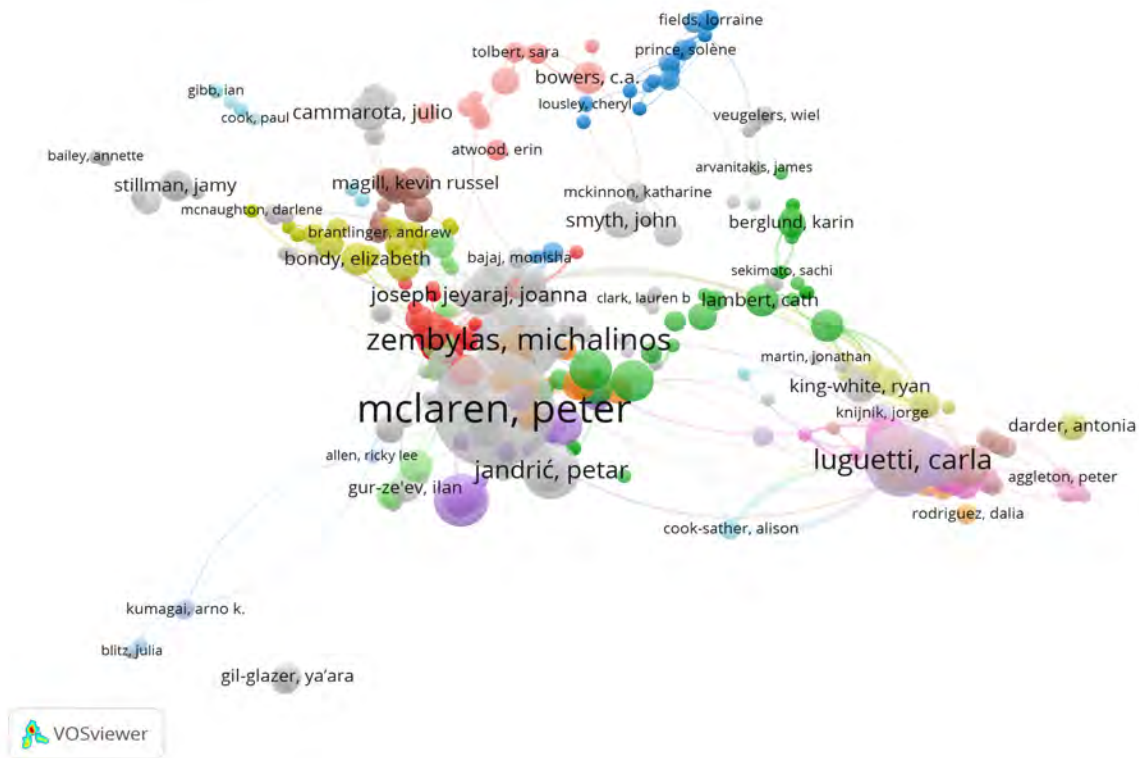 fields, lorraine
tolbert, sara
prince, solène
bowers, c.a.
gibb, ian
lousley, cheryl
cammarota, julio
cook, paul
veugelers, wiel
atwood, erin
bailey, annette
arvanitakis, james
stillman, jamy
magill, kevin russel
mckinnon, katharine
mcnaughton, darlene
smyth, john
berglund, karin
brantlinger, andrew
bondy, elizabeth
bajaj, monisha
sekimoto, sachi
joseph jeyaraj, joanna
clark, lauren b
lambert, cath
zembylas, michalinos
martin, jonathan
king-white, ryan
mclaren, peter
knijnik, jorge
darder, antonia
allen, ricky lee
luguetti, carla
jandrić, petar
aggleton, peter
gur-ze'ev, ilan
rodriguez, dalia
cook-sather, alison
kumagai, arno k.
blitz, julia
gil-glazer, ya'ara
VOSviewer